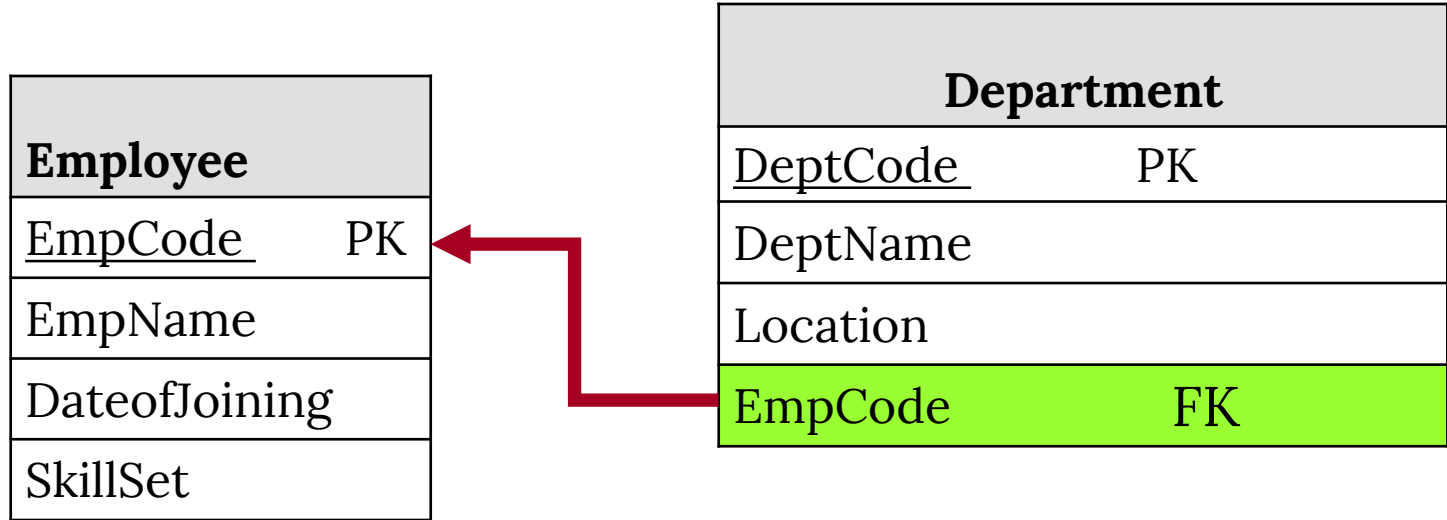 Employee
EmpCode PK
EmpName
DateofJoining
SkillSet
Department
DeptCode PK
DeptName
Location
EmpCode FK